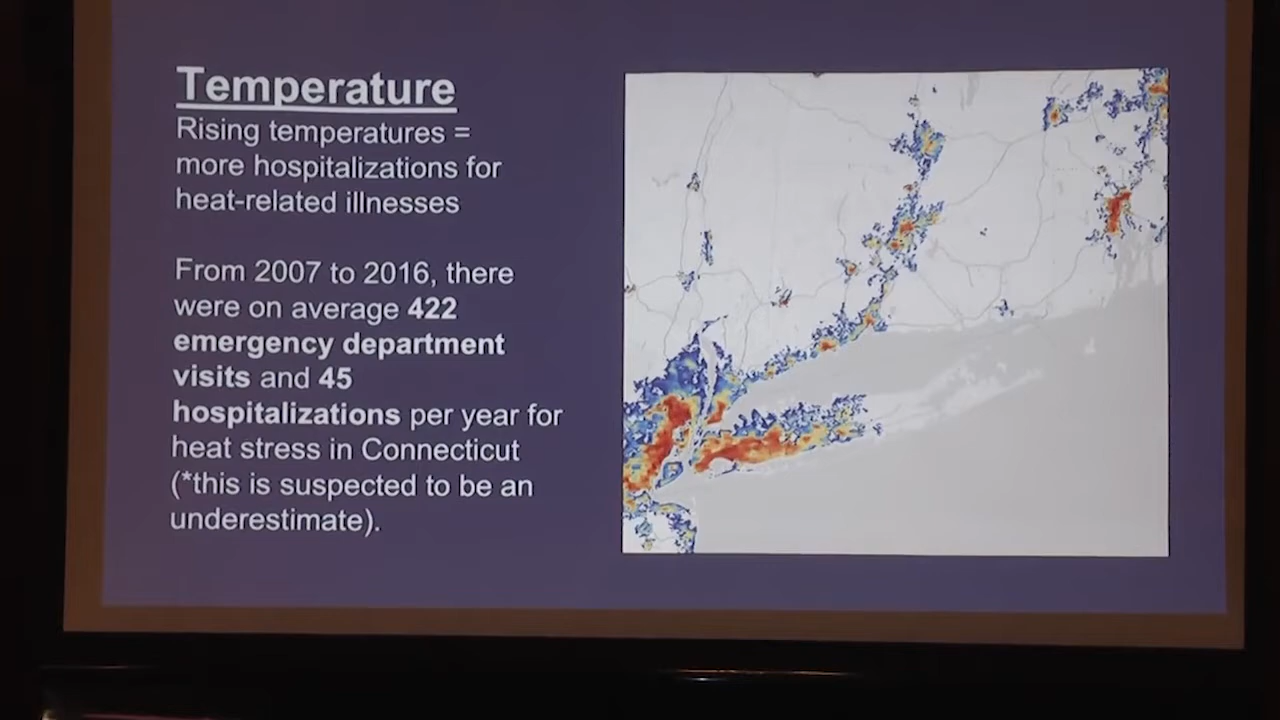 Temperature
Rising temperatures =
more hospitalizations for
heat-related illnesses
From 2007 to 2016, there
were on average 422
emergency department
visits and 45
hospitalizations per year for
heat stress in Connecticut
(*this is suspected to be an
underestimate).